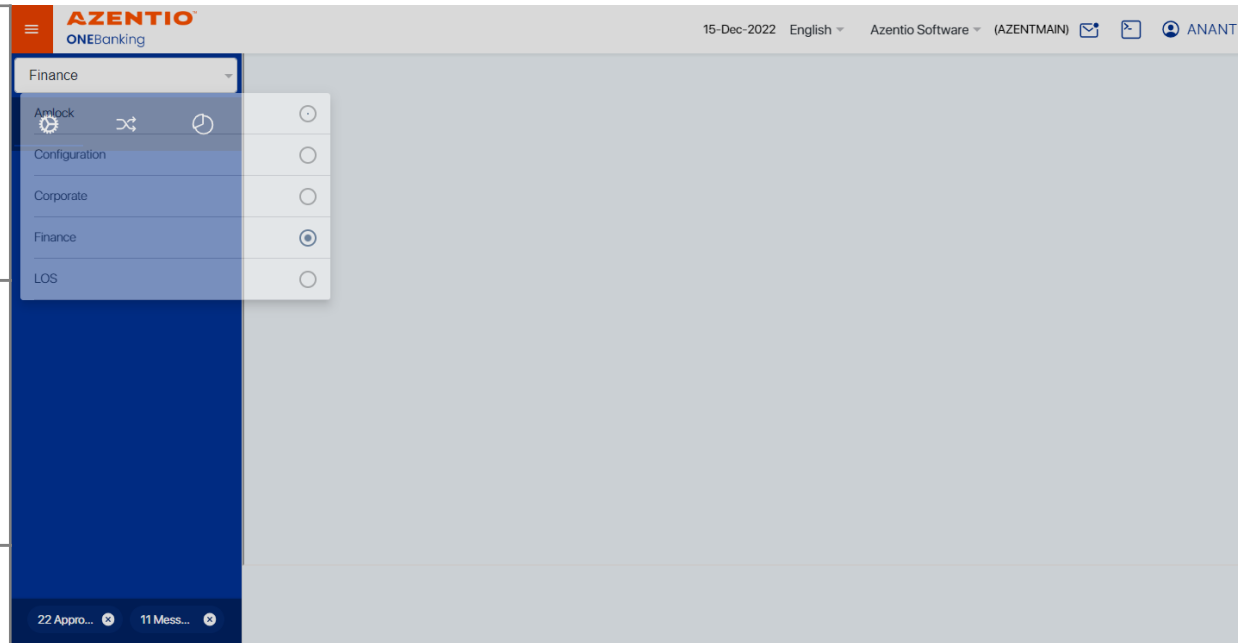 AZENTIO™
ONEBanking
15-Dec-2022 English Azentio Software (AZENTMAIN) ANANT
Finance
Amlock
Configuration
Corporate
Finance
LOS
22 Appro... 11 Mess...